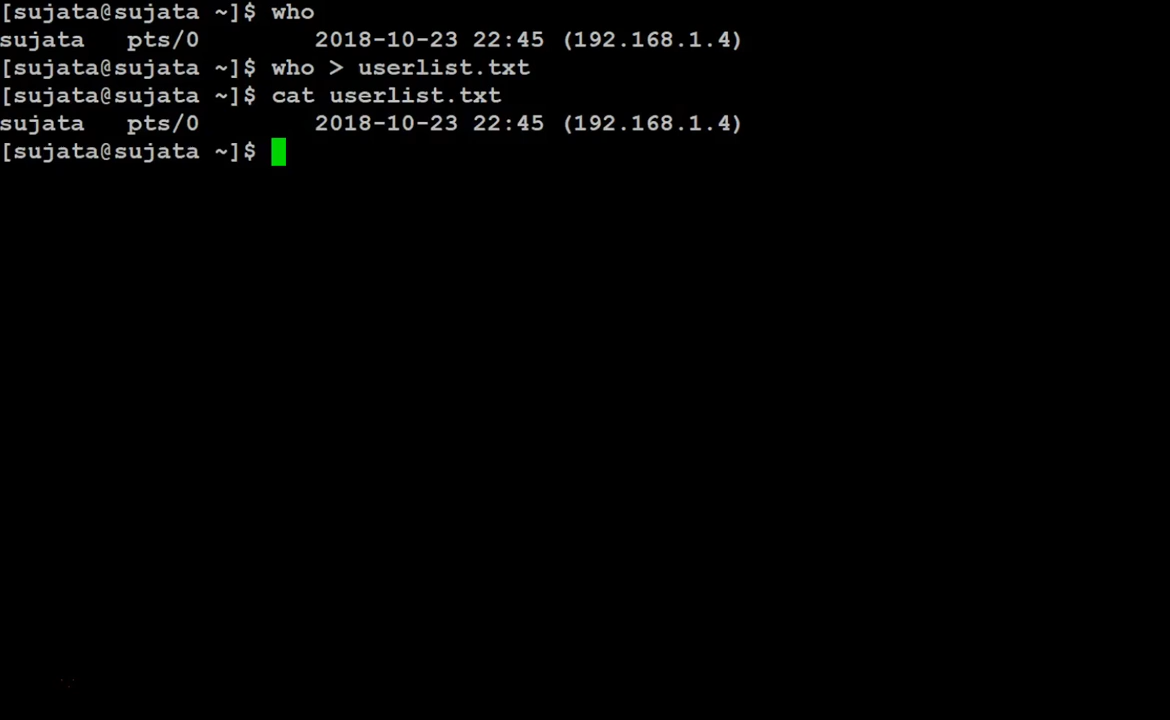 [sujata@sujata ~]$ who
sujata   pts/0        2018-10-23 22:45 (192.168.1.4)
[sujata@sujata ~]$ who > userlist.txt
[sujata@sujata ~]$ cat userlist.txt
sujata   pts/0        2018-10-23 22:45 (192.168.1.4)
[sujata@sujata ~]$